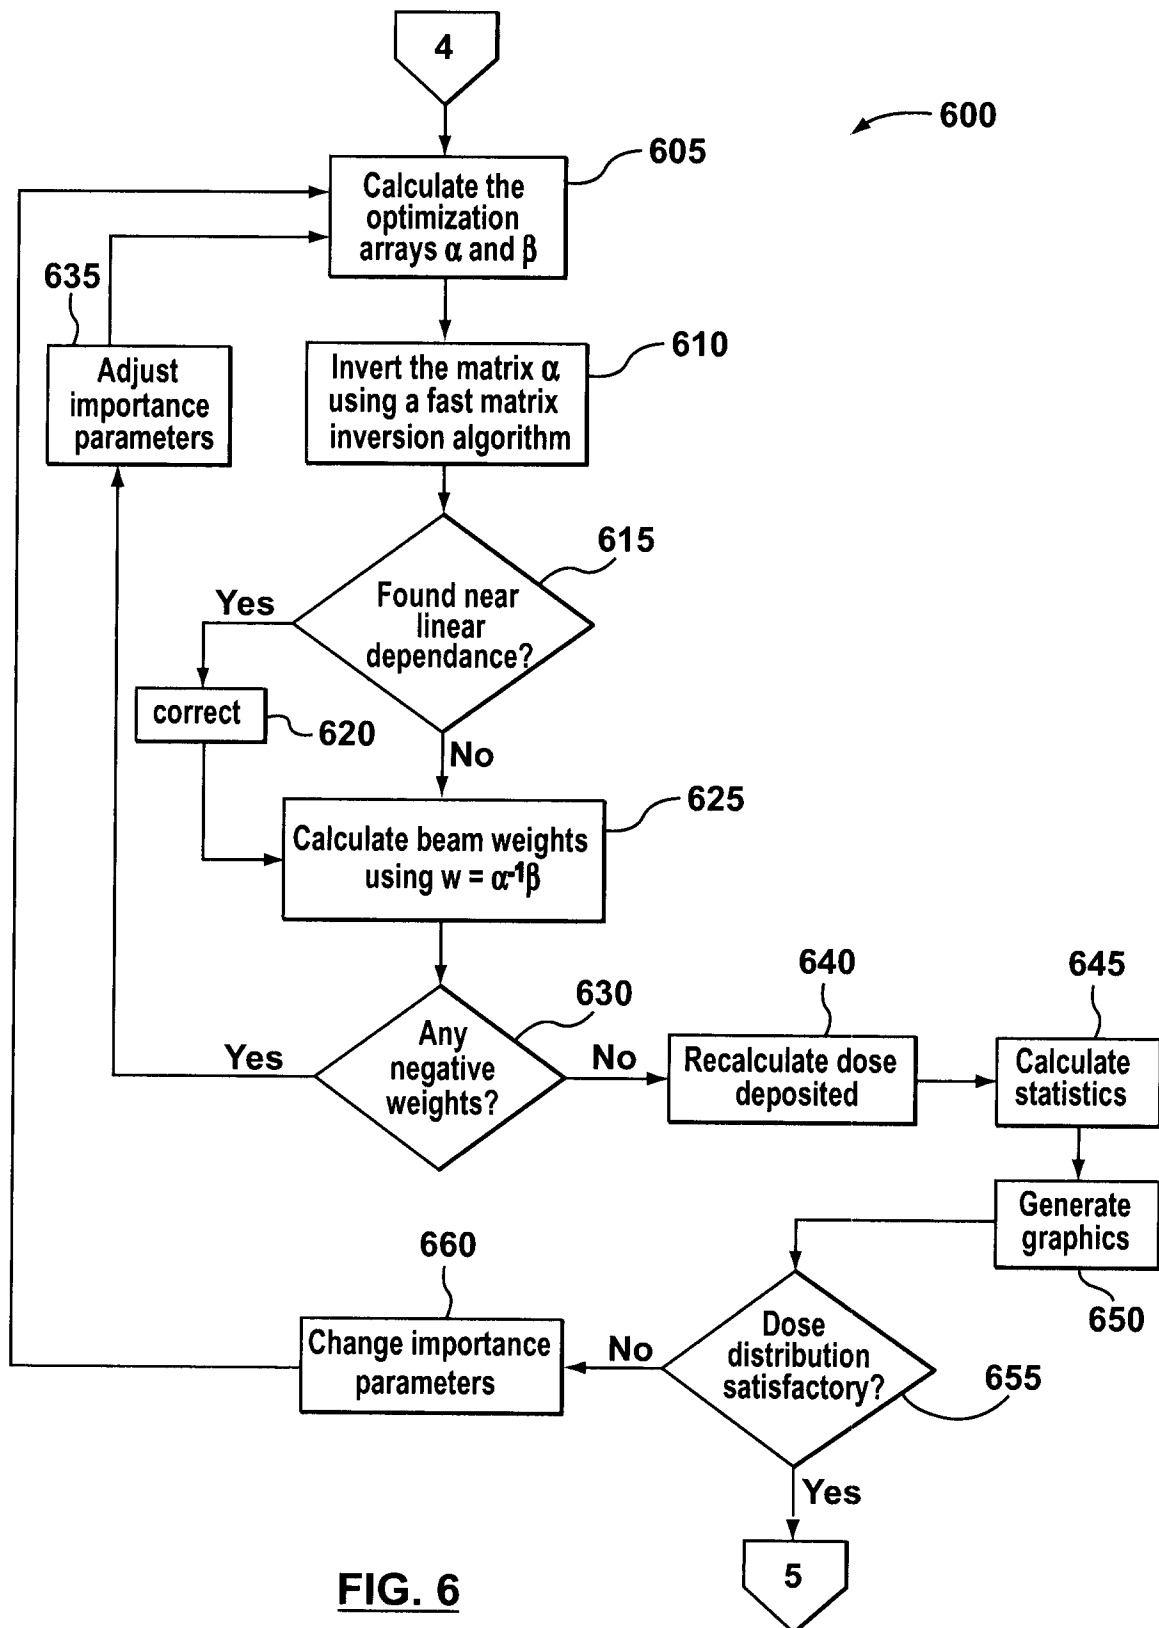 4
600
605
Calculate the
optimization
arrays α and β
635
Adjust
importance
parameters
610
Invert the matrix α
using a fast matrix
inversion algorithm
615
Found near
linear
dependance?
Yes
correct
620
No
625
Calculate beam weights
using w = α⁻¹β
630
Any
negative
weights?
Yes
No
640
Recalculate dose
deposited
645
Calculate
statistics
Generate
graphics
650
660
Change importance
parameters
No
Dose
distribution
satisfactory?
655
Yes
5
FIG. 6